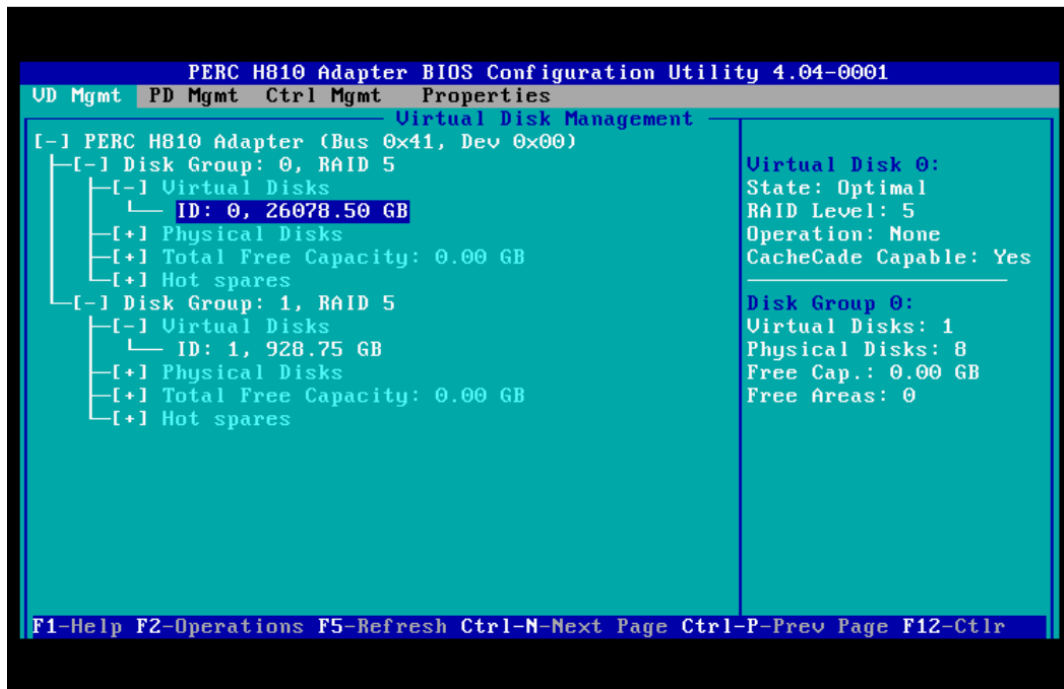 PERC H810 Adapter BIOS Configuration Utility 4.04-0001
VD Mgmt PD Mgmt Ctrl Mgmt Properties
Virtual Disk Management
[-] PERC H810 Adapter (Bus 0x41, Dev 0x00)
[-] Disk Group: 0, RAID 5
[-] Virtual Disks
ID: 0, 26078.50 GB
[+] Physical Disks
[+] Total Free Capacity: 0.00 GB
[+] Hot spares
[-] Disk Group: 1, RAID 5
[-] Virtual Disks
ID: 1, 928.75 GB
[+] Physical Disks
[+] Total Free Capacity: 0.00 GB
[+] Hot spares
Virtual Disk 0:
State: Optimal
RAID Level: 5
Operation: None
CacheCade Capable: Yes
Disk Group 0:
Virtual Disks: 1
Physical Disks: 8
Free Cap.: 0.00 GB
Free Areas: 0
F1-Help F2-Operations F5-Refresh Ctrl-N-Next Page Ctrl-P-Prev Page F12-Ctlr